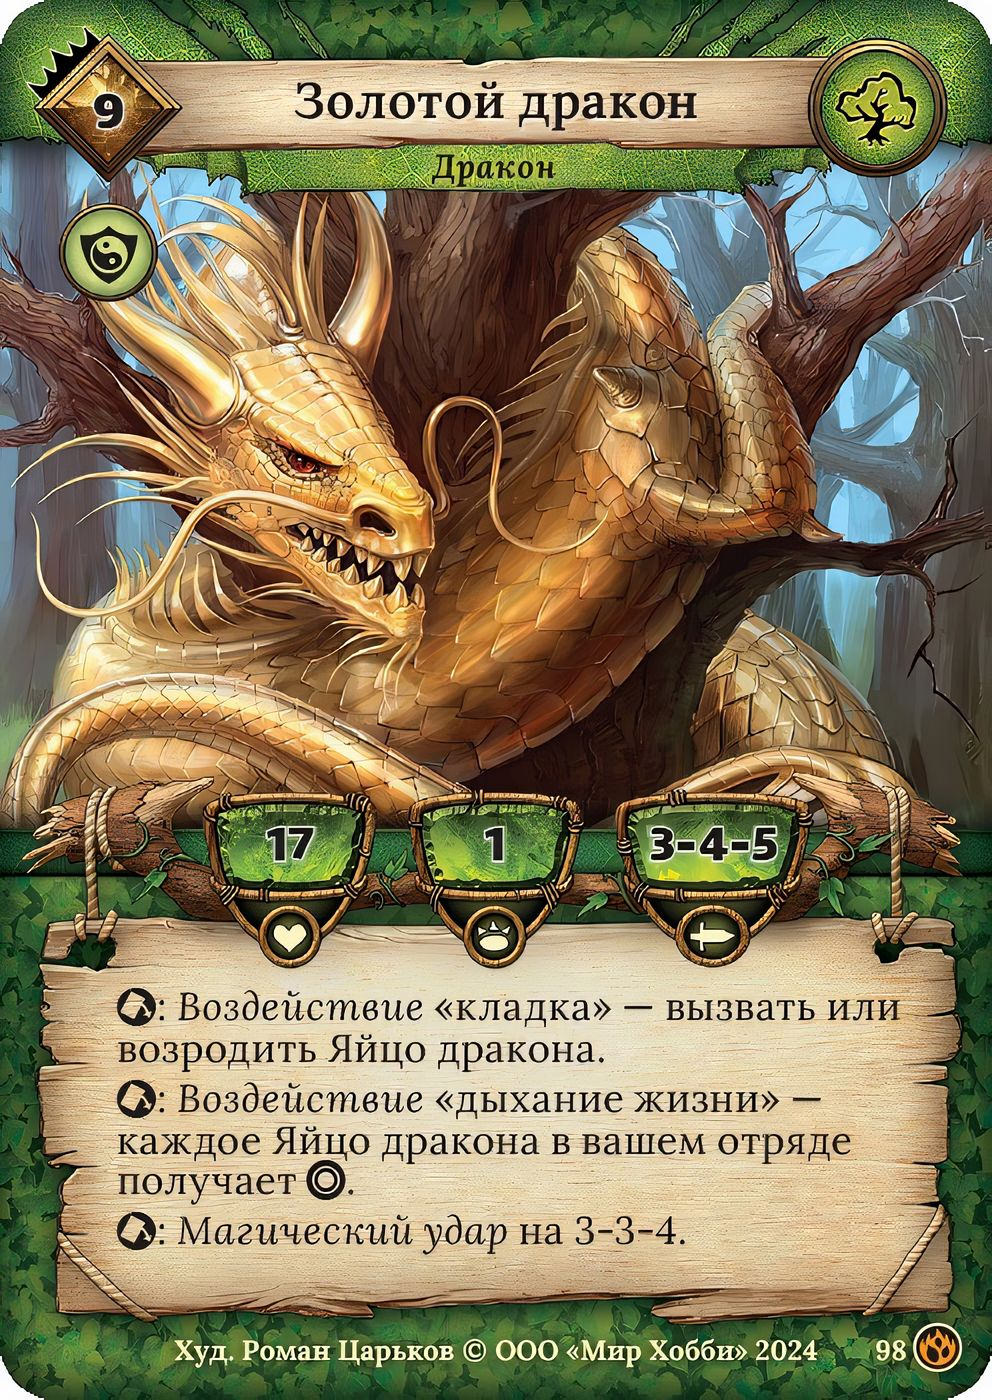 9
Золотой дракон
Дракон
17
1
3-4-5
: Воздействие «кладка» — вызвать или
возродить Яйцо дракона.
: Воздействие «дыхание жизни» —
каждое Яйцо дракона в вашем отряде
получает .
: Магический удар на 3-3-4.
Худ. Роман Царьков © ООО «Мир Хобби» 2024
98